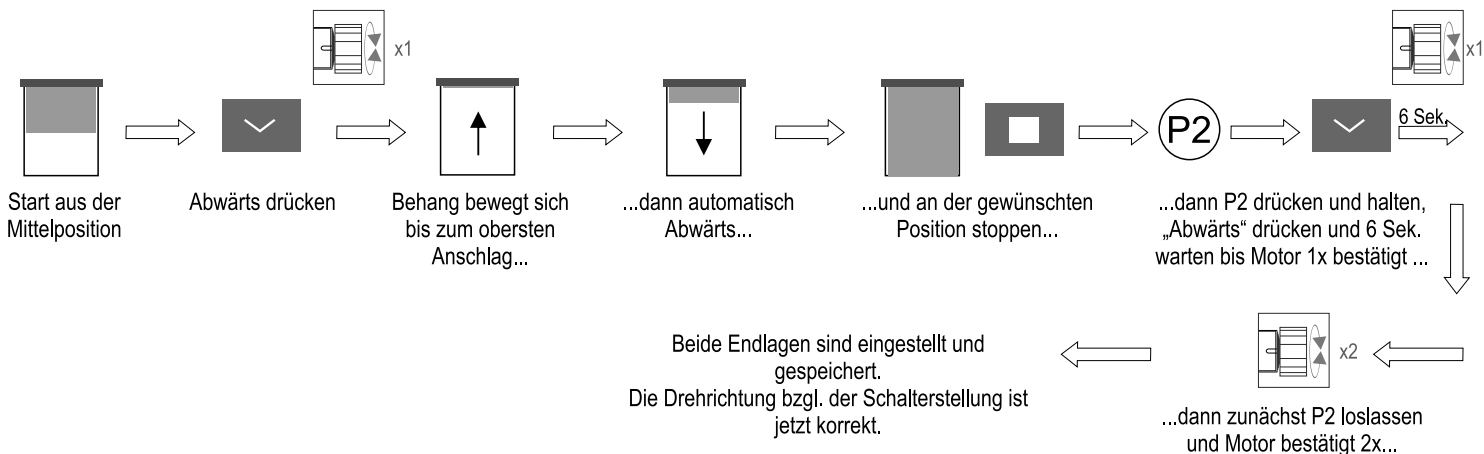 x1
x1
P2
6 Sek.
Start aus der
Mittelposition
Abwärts drücken
Behang bewegt sich
bis zum obersten
Anschlag...
...dann automatisch
Abwärts...
...und an der gewünschten
Position stoppen...
...dann P2 drücken und halten,
„Abwärts“ drücken und 6 Sek.
warten bis Motor 1x bestätigt ...
x2
...dann zunächst P2 loslassen
und Motor bestätigt 2x...
Beide Endlagen sind eingestellt und
gespeichert.
Die Drehrichtung bzgl. der Schalterstellung ist
jetzt korrekt.